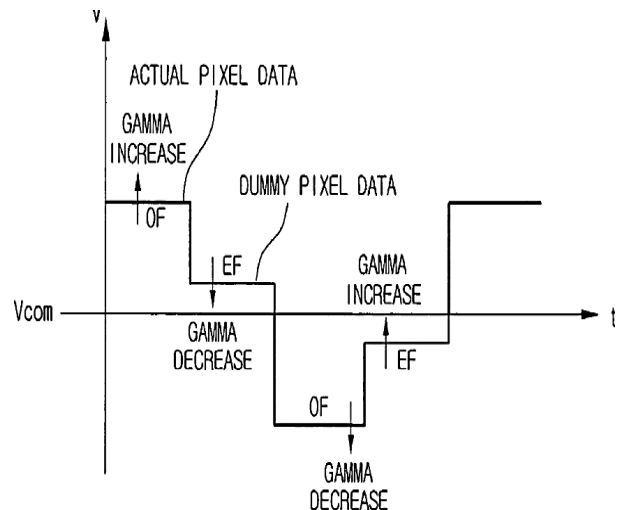 v
ACTUAL PIXEL DATA
GAMMA
INCREASE
OF
DUMMY PIXEL DATA
EF
GAMMA
INCREASE
Vcom
t
GAMMA
DECREASE
EF
OF
GAMMA
DECREASE